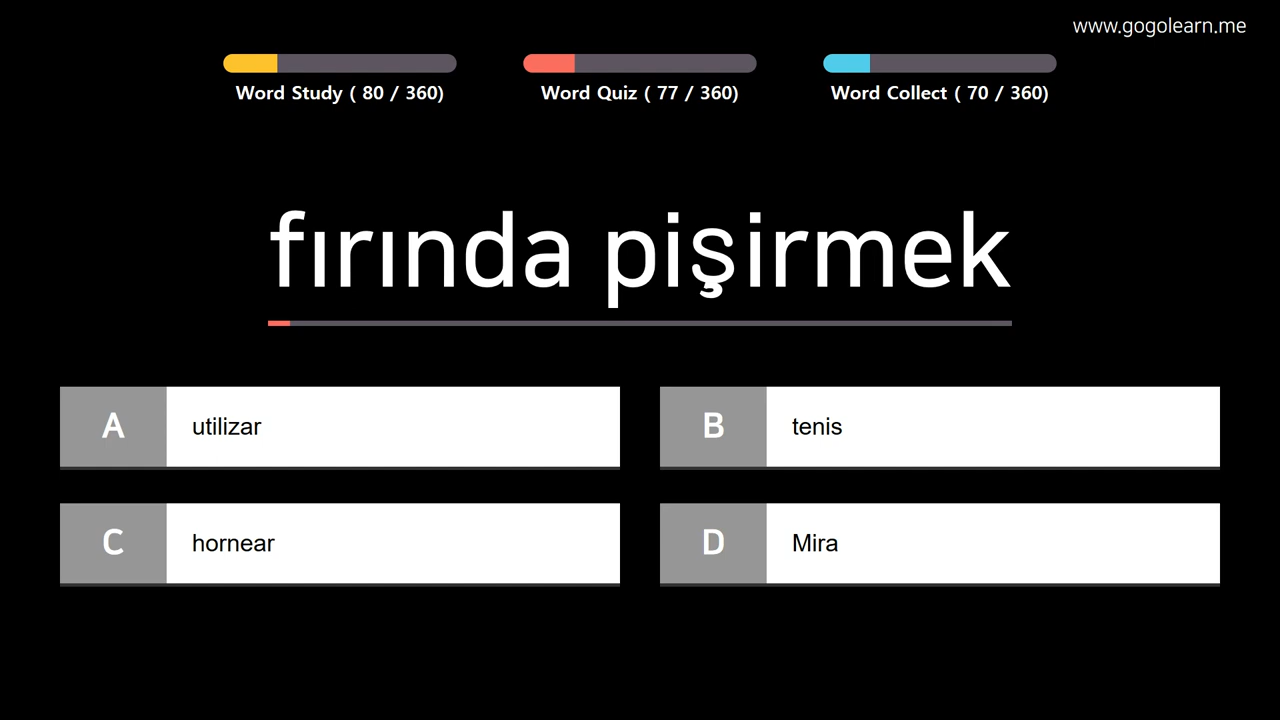 www.gogolearn.me
Word Study ( 80 / 360)
Word Quiz ( 77 / 360)
Word Collect ( 70 / 360)
fırında pişirmek
A utilizar
B tenis
C hornear
D Mira